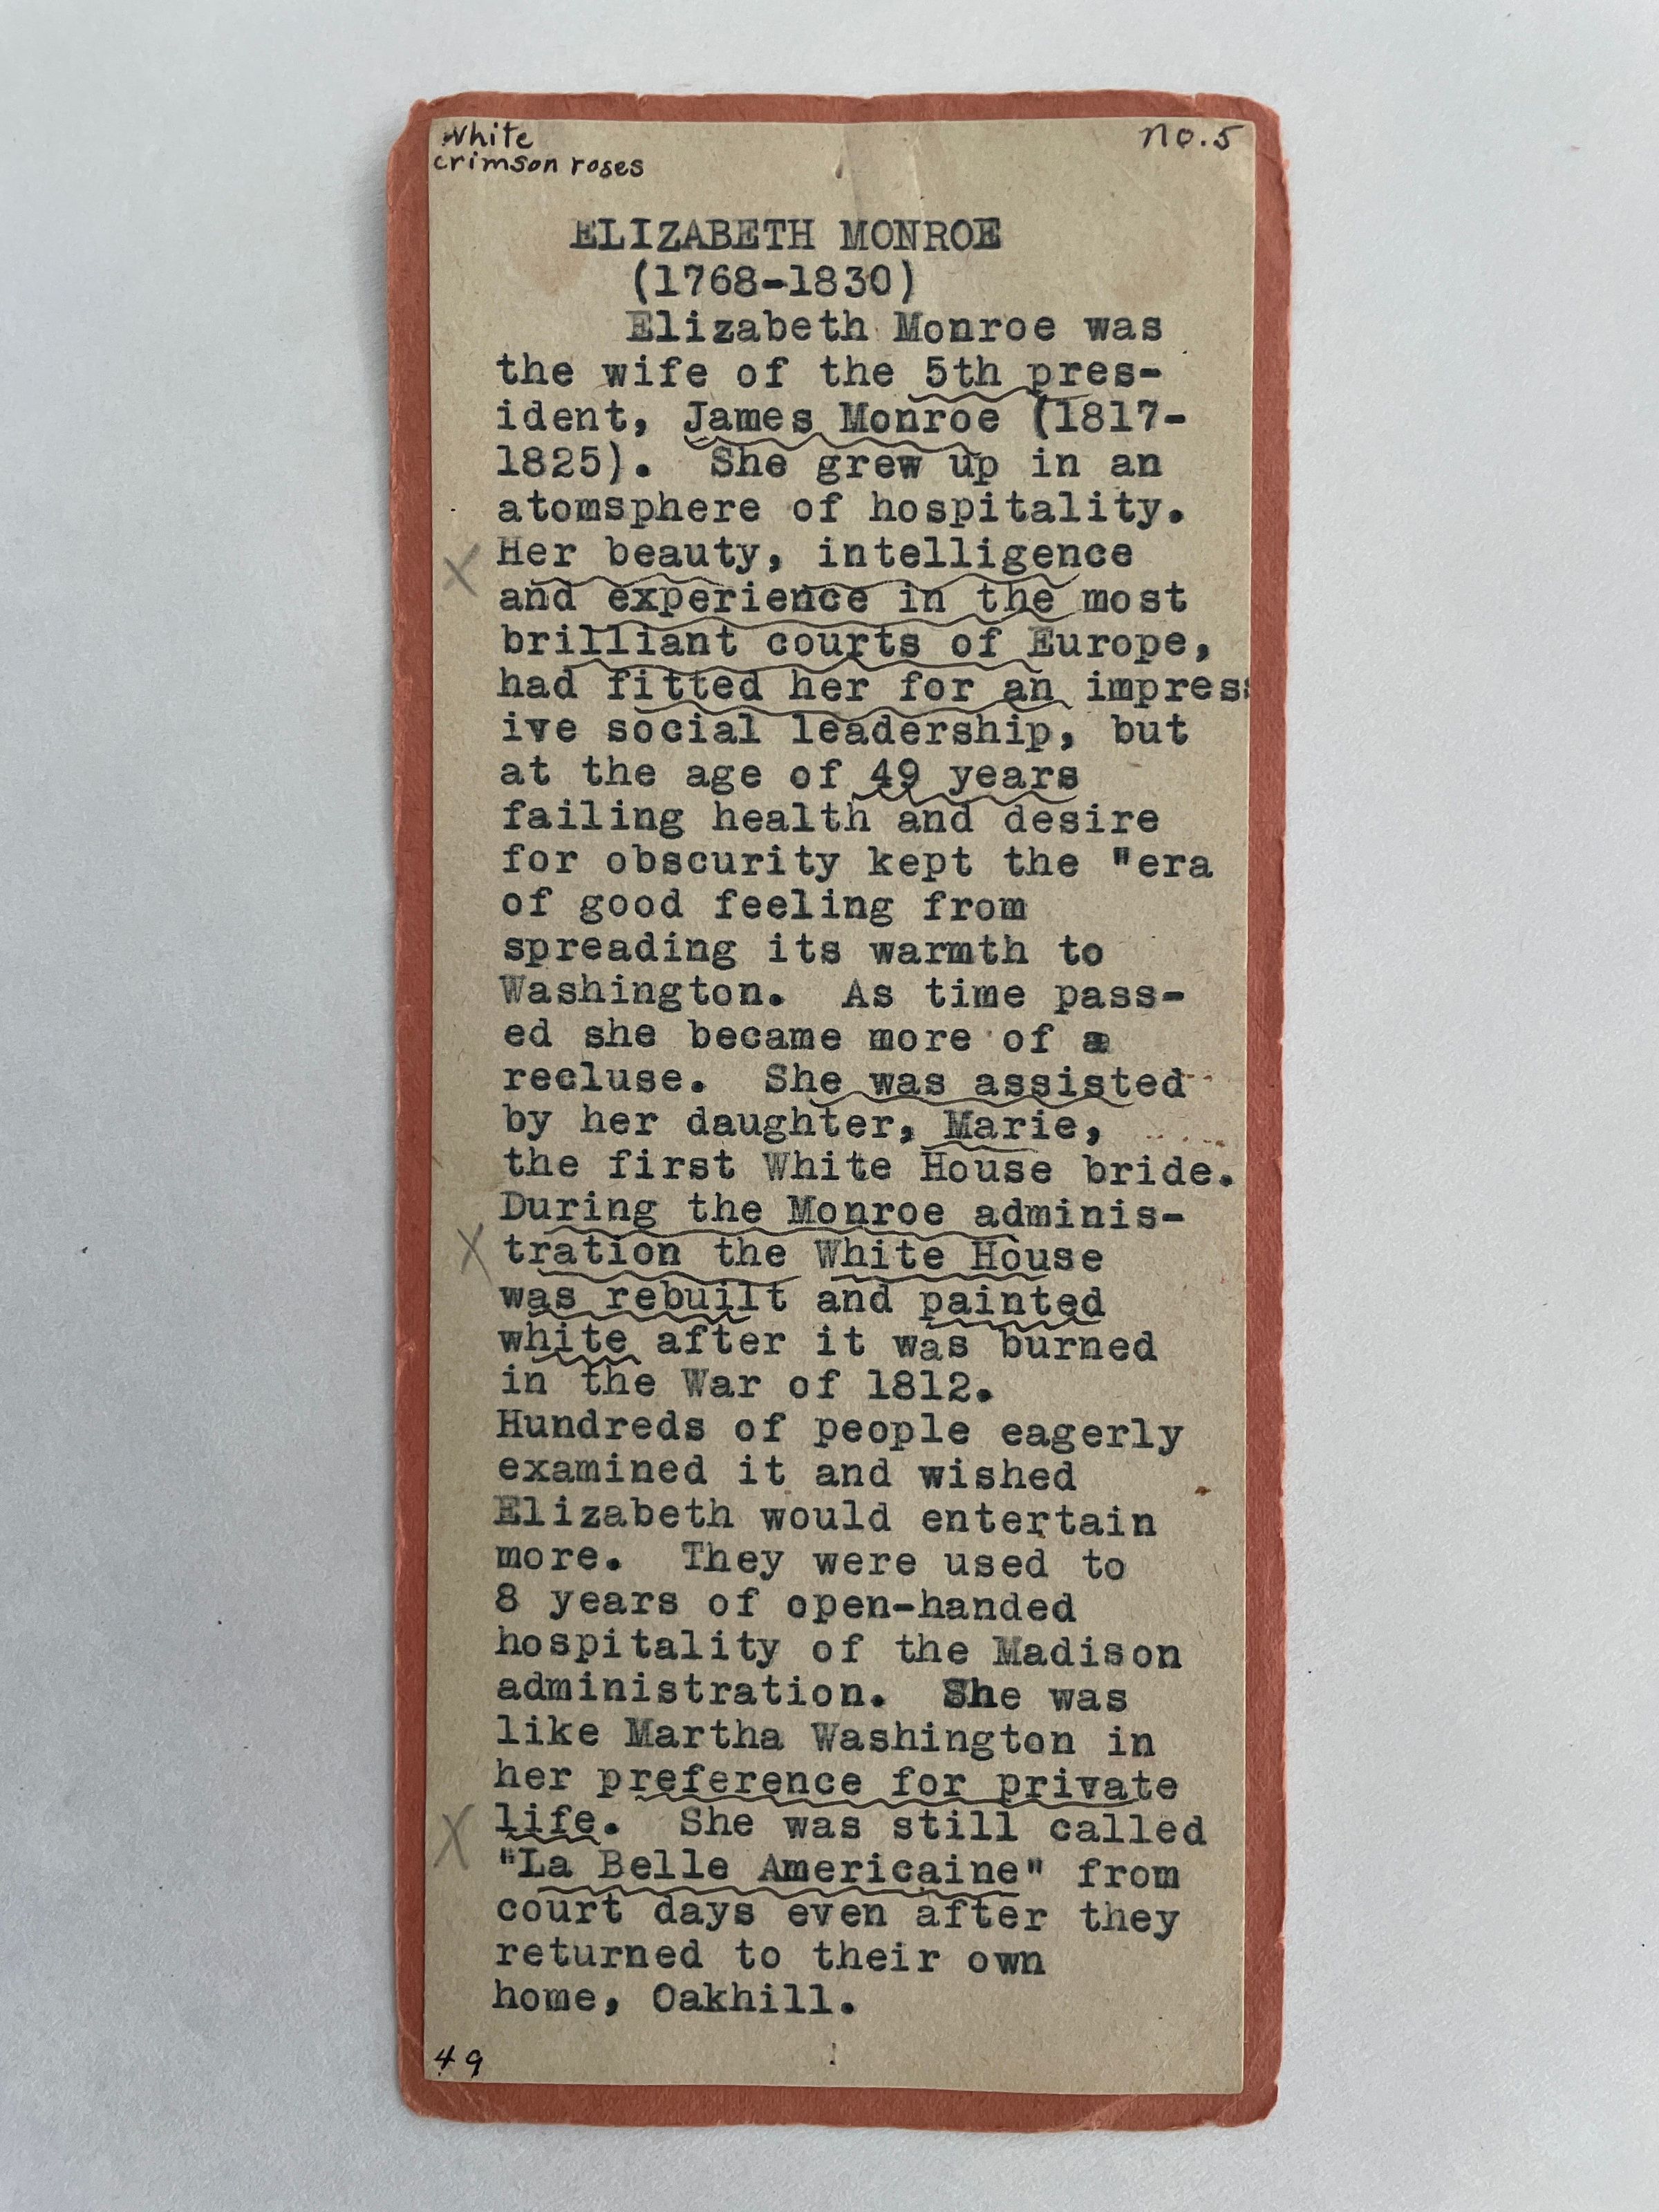 White
crimson roses
no.5
ELIZABETH MONROE
(1768-1830)
Elizabeth Monroe was
the wife of the 5th pres-
ident, James Monroe (1817-
1825). She grew up in an
atomsphere of hospitality.
X Her beauty, intelligence
and experience in the most
brilliant courts of Europe,
had fitted her for an impres
ive social leadership, but
at the age of 49 years
failing health and desire
for obscurity kept the "era
of good feeling from
spreading its warmth to
Washington. As time pass-
ed she became more of a
recluse. She was assisted
by her daughter, Marie,
the first White House bride.
During the Monroe adminis-
X tration the White House
was rebuilt and painted
white after it was burned
in the War of 1812.
Hundreds of people eagerly
examined it and wished
Elizabeth would entertain
more. They were used to
8 years of open-handed
hospitality of the Madison
administration. She was
like Martha Washington in
her preference for private
X life. She was still called
"La Belle Americaine" from
court days even after they
returned to their own
home, Oakhill.
49